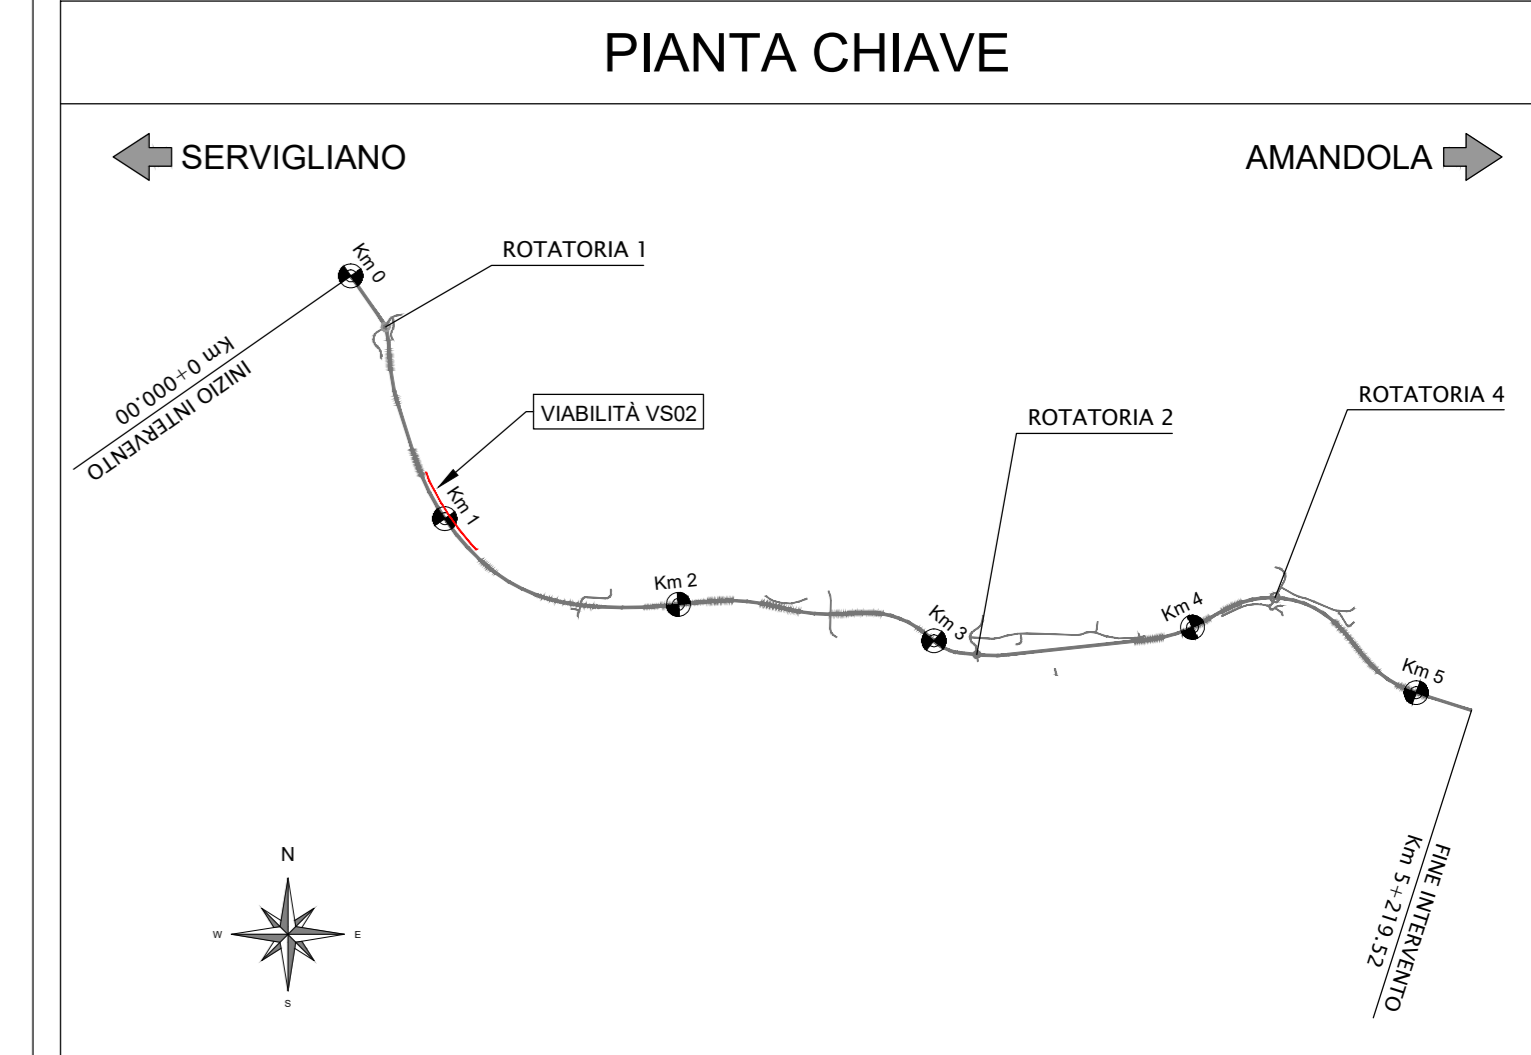 PIANTA CHIAVE
SERVIGLIANO
AMANDOLA
Km 0
ROTATORIA 1
Km 0+000.00
INIZIO INTERVENTO
VIABILITÀ VS02
ROTATORIA 2
ROTATORIA 4
Km 1
Km 2
Km 3
Km 4
Km 5
FINE INTERVENTO
Km 5+219.52
N
W
E
S